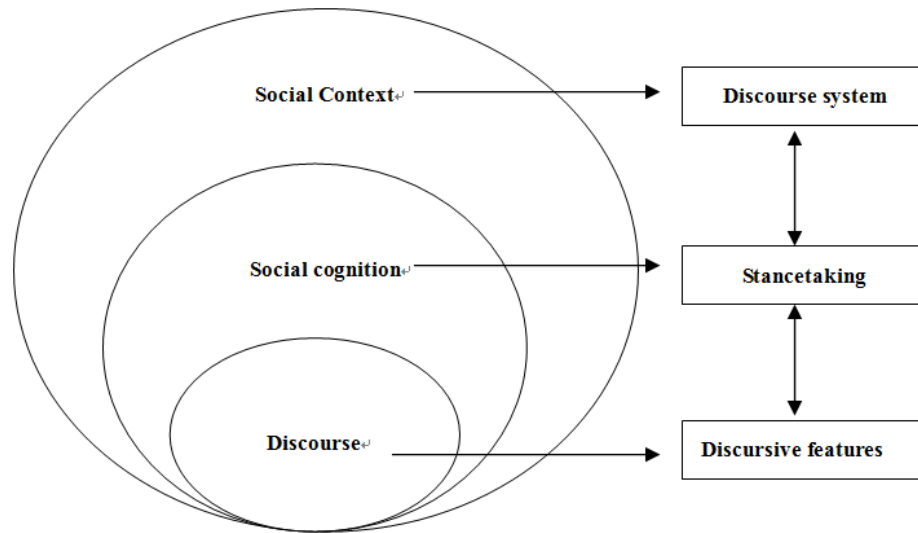 Social Context↵
Discourse system
Social cognition↵
Stancetaking
Discourse↵
Discursive features